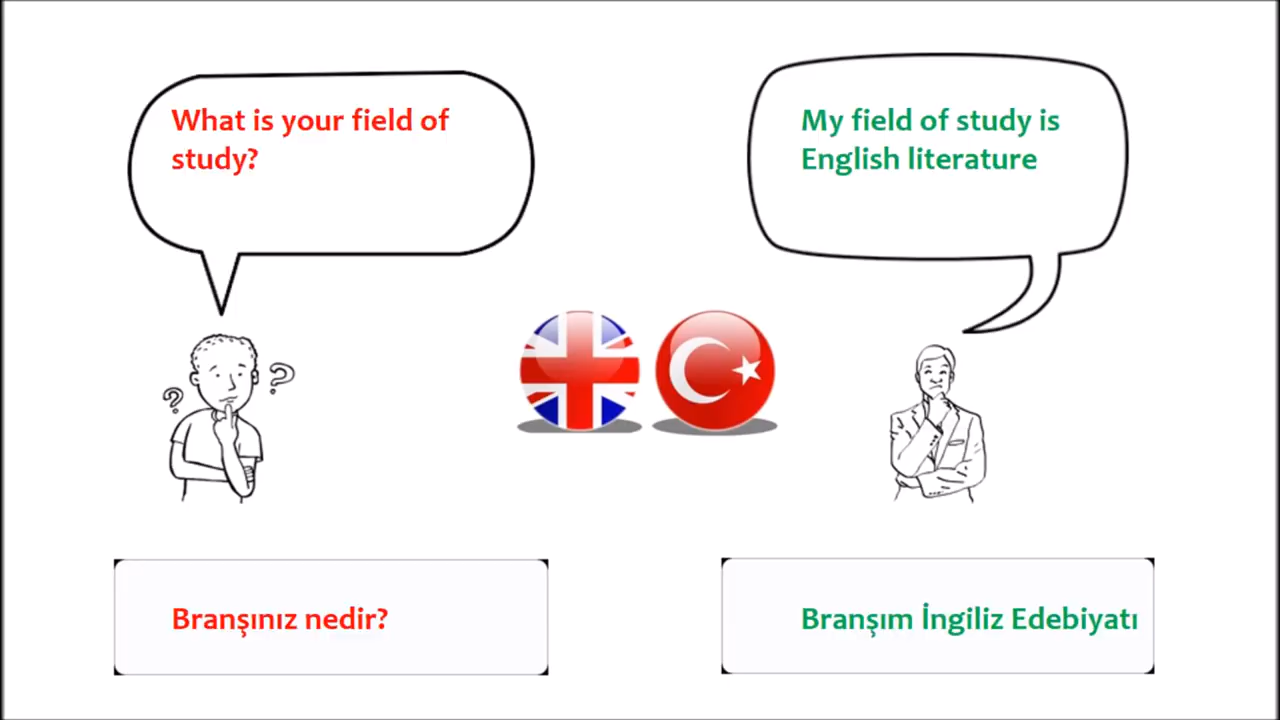 What is your field of
study?
My field of study is
English literature
? ?
Branşınız nedir?
Branşım İngiliz Edebiyatı